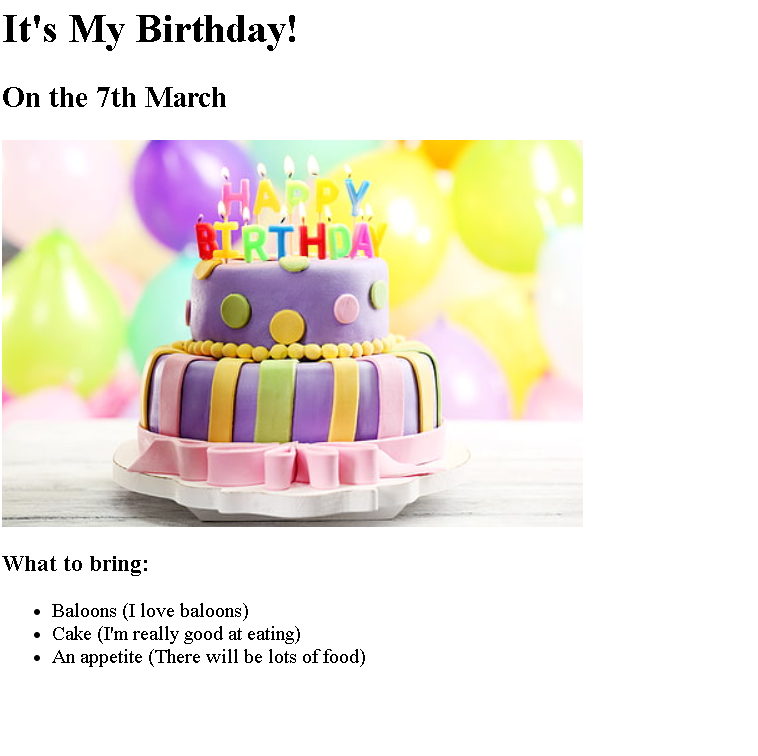 It's My Birthday!
On the 7th March
HAPPY
BIRTHDAY
What to bring:
Baloons (I love baloons)
Cake (I'm really good at eating)
An appetite (There will be lots of food)